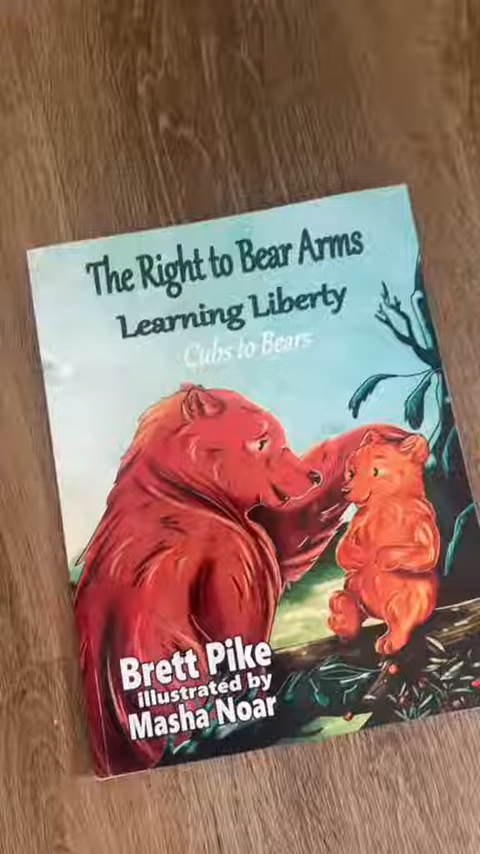 The Right to Bear Arms
Learning Liberty
Cubs to Bears
Brett Pike
illustrated by
Masha Noar